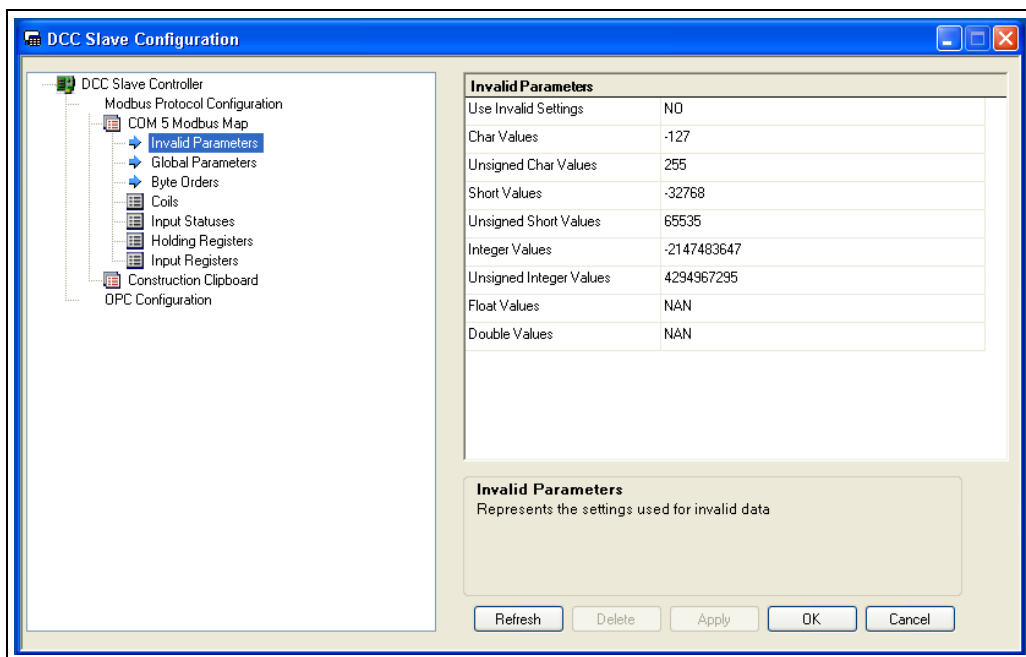 DCC Slave Configuration
DCC Slave Controller
Modbus Protocol Configuration
COM 5 Modbus Map
Invalid Parameters
Global Parameters
Byte Orders
Coils
Input Statuses
Holding Registers
Input Registers
Construction Clipboard
OPC Configuration
Invalid Parameters
Use Invalid Settings NO
Char Values -127
Unsigned Char Values 255
Short Values -32768
Unsigned Short Values 65535
Integer Values -2147483647
Unsigned Integer Values 4294967295
Float Values NAN
Double Values NAN
Invalid Parameters
Represents the settings used for invalid data
Refresh Delete Apply OK Cancel